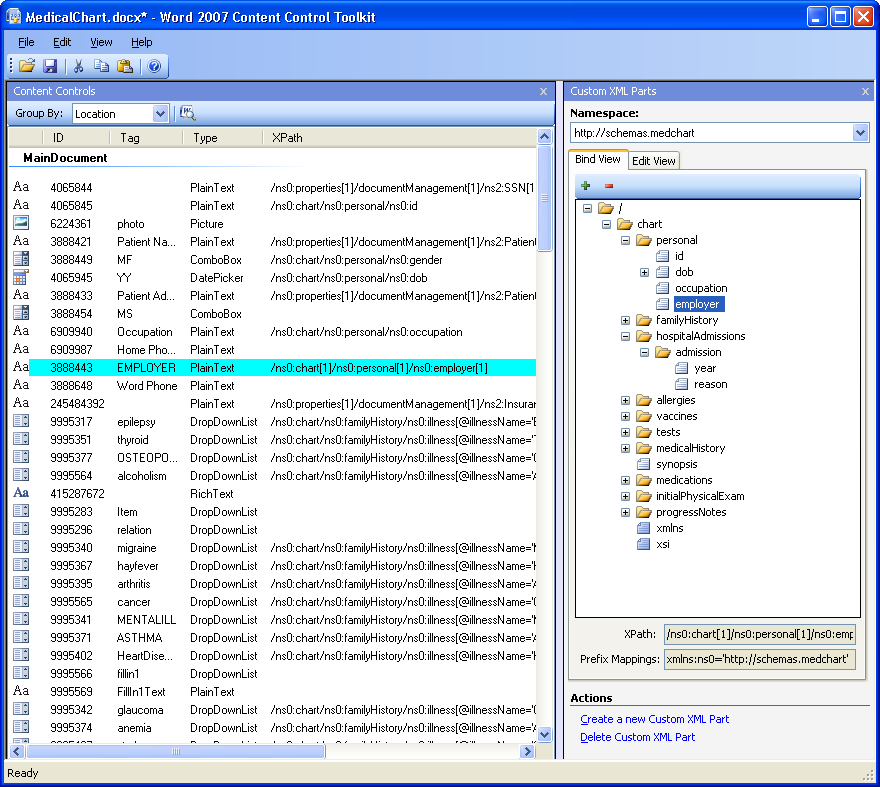 MedicalChart.docx* - Word 2007 Content Control Toolkit
File Edit View Help
Content Controls x
Group By: Location
ID Tag Type XPath
MainDocument
Aa 4065844 PlainText /ns0:properties[1]/documentManagement[1]/ns2:SSN[1
Aa 4065845 PlainText /ns0:chart/ns0:personal/ns0:id
6224361 photo Picture
Aa 3888421 Patient Na... PlainText /ns0:properties[1]/documentManagement[1]/ns2:Patient
3888449 MF ComboBox /ns0:chart/ns0:personal/ns0:gender
4065945 YY DatePicker /ns0:chart/ns0:personal/ns0:dob
Aa 3888433 Patient Ad... PlainText /ns0:properties[1]/documentManagement[1]/ns2:Patient
3888454 MS ComboBox
Aa 6909940 Occupation PlainText /ns0:chart/ns0:personal/ns0:occupation
Aa 6909987 Home Pho... PlainText
Aa 3888443 EMPLOYER PlainText /ns0:chart[1]/ns0:personal[1]/ns0:employer[1]
Aa 3888648 Word Phone PlainText
Aa 245484392 PlainText /ns0:properties[1]/documentManagement[1]/ns2:Insuran
9995317 epilepsy DropDownList /ns0:chart/ns0:familyHistory/ns0:illness[@illnessName='E
9995351 thyroid DropDownList /ns0:chart/ns0:familyHistory/ns0:illness[@illnessName='T
9995377 OSTEOPO... DropDownList /ns0:chart/ns0:familyHistory/ns0:illness[@illnessName='O
9995564 alcoholism DropDownList /ns0:chart/ns0:familyHistory/ns0:illness[@illnessName='A
Aa 415287672 RichText
9995283 Item DropDownList
9995296 relation DropDownList
9995340 migraine DropDownList /ns0:chart/ns0:familyHistory/ns0:illness[@illnessName='M
9995367 hayfever DropDownList /ns0:chart/ns0:familyHistory/ns0:illness[@illnessName='H
9995395 arthritis DropDownList /ns0:chart/ns0:familyHistory/ns0:illness[@illnessName='A
9995565 cancer DropDownList /ns0:chart/ns0:familyHistory/ns0:illness[@illnessName='C
9995341 MENTALILL DropDownList /ns0:chart/ns0:familyHistory/ns0:illness[@illnessName='M
9995371 ASTHMA DropDownList /ns0:chart/ns0:familyHistory/ns0:illness[@illnessName='A
9995402 HeartDise... DropDownList /ns0:chart/ns0:familyHistory/ns0:illness[@illnessName='H
9995566 fillin1 DropDownList
Aa 9995569 FillIn1Text PlainText
9995342 glaucoma DropDownList /ns0:chart/ns0:familyHistory/ns0:illness[@illnessName='G
9995374 anemia DropDownList /ns0:chart/ns0:familyHistory/ns0:illness[@illnessName='A
Custom XML Parts x
Namespace:
http://schemas.medchart
Bind View Edit View
/
chart
personal
id
dob
occupation
employer
familyHistory
hospitalAdmissions
admission
year
reason
allergies
vaccines
tests
medicalHistory
synopsis
medications
initialPhysicalExam
progressNotes
xmlns
xsi
XPath: /ns0:chart[1]/ns0:personal[1]/ns0:emp
Prefix Mappings: xmlns:ns0='http://schemas.medchart'
Actions
Create a new Custom XML Part
Delete Custom XML Part
Ready